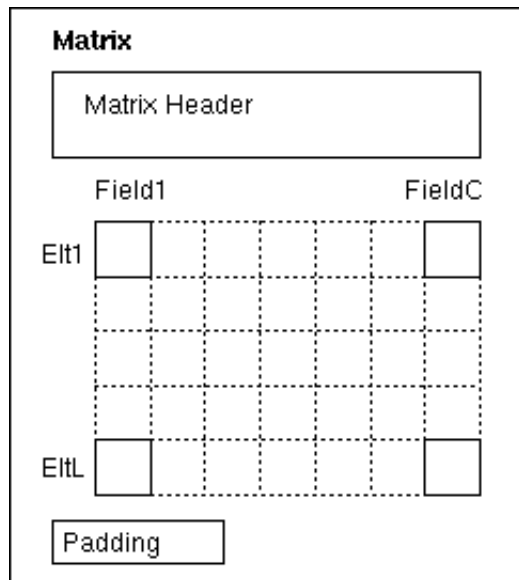 Matrix
Matrix Header
Field1 FieldC
Elt1
EltL
Padding